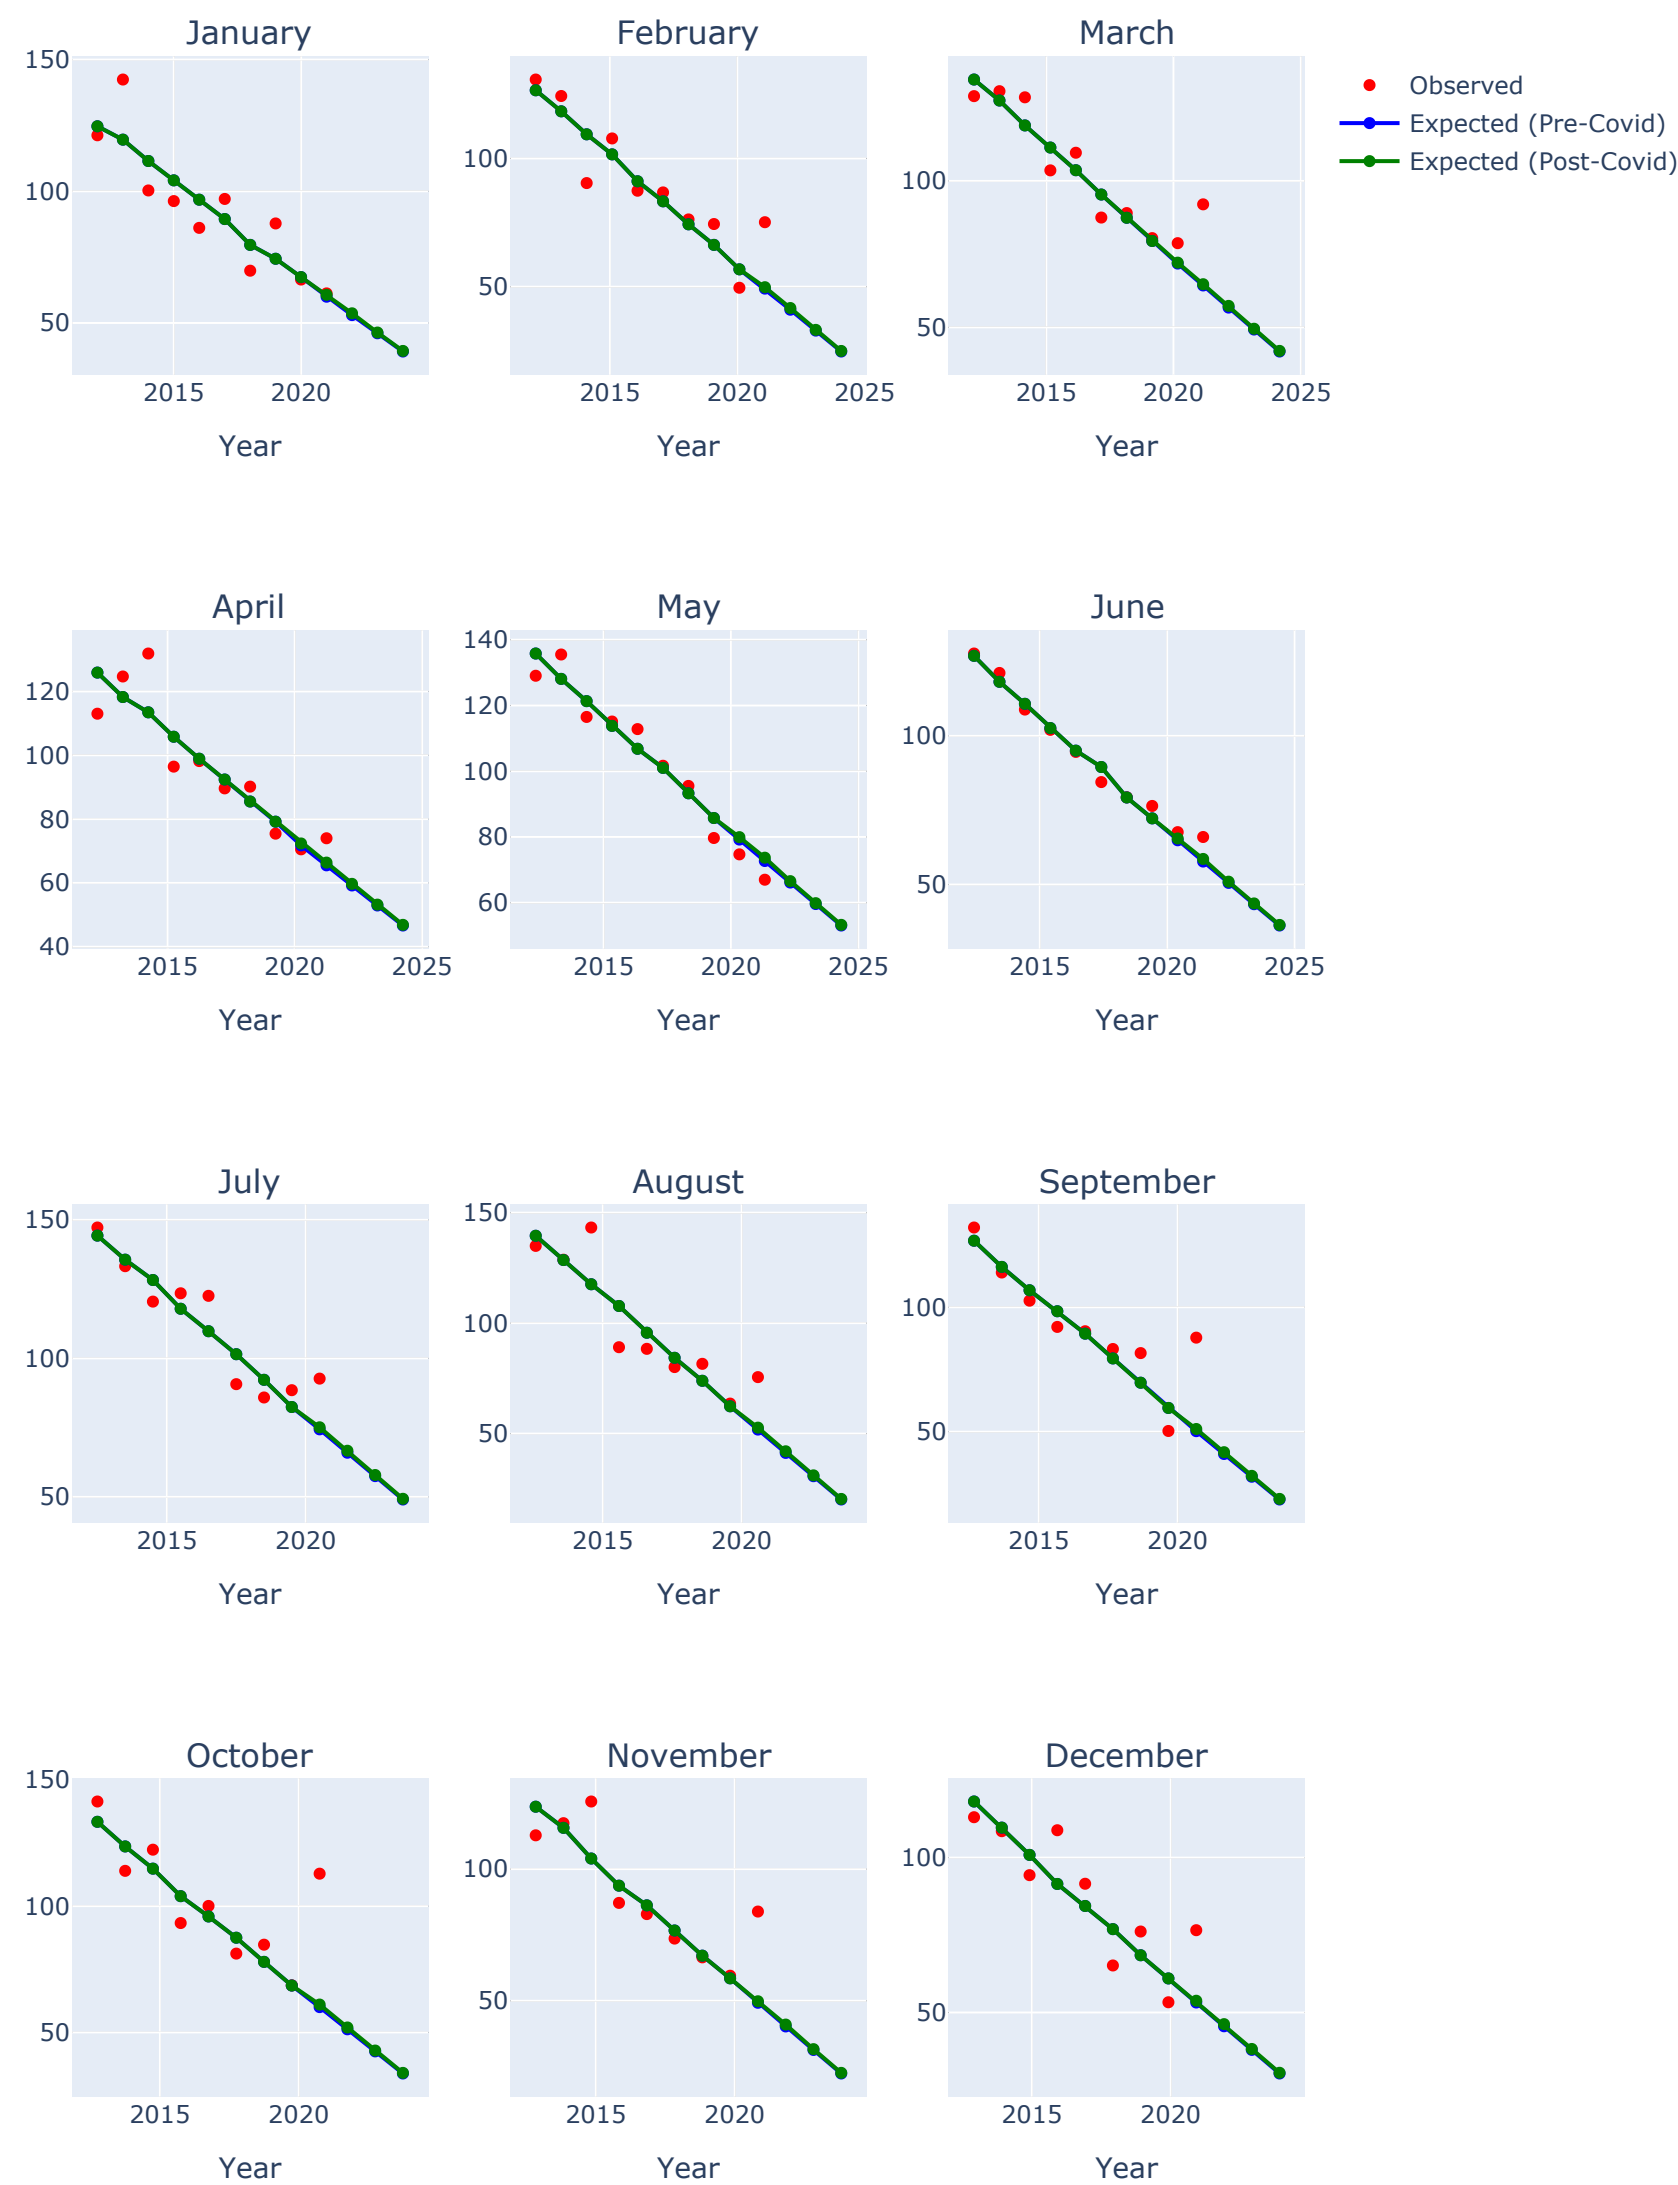 January
February
March
Observed
Expected (Pre-Covid)
Expected (Post-Covid)
150
100
50
2015
2020
Year
100
50
2015
2020
2025
Year
100
50
2015
2020
2025
Year
April
May
June
120
100
80
60
40
2015
2020
2025
Year
140
120
100
80
60
2015
2020
2025
Year
100
50
2015
2020
2025
Year
July
August
September
150
100
50
2015
2020
Year
150
100
50
2015
2020
Year
100
50
2015
2020
Year
October
November
December
150
100
50
2015
2020
Year
100
50
2015
2020
Year
100
50
2015
2020
Year